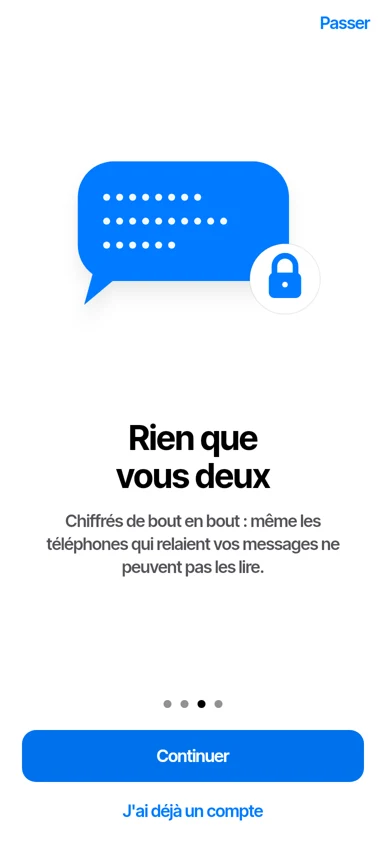 Passer
Rien que
vous deux
Chiffrés de bout en bout : même les
téléphones qui relaient vos messages ne
peuvent pas les lire.
Continuer
J'ai déjà un compte